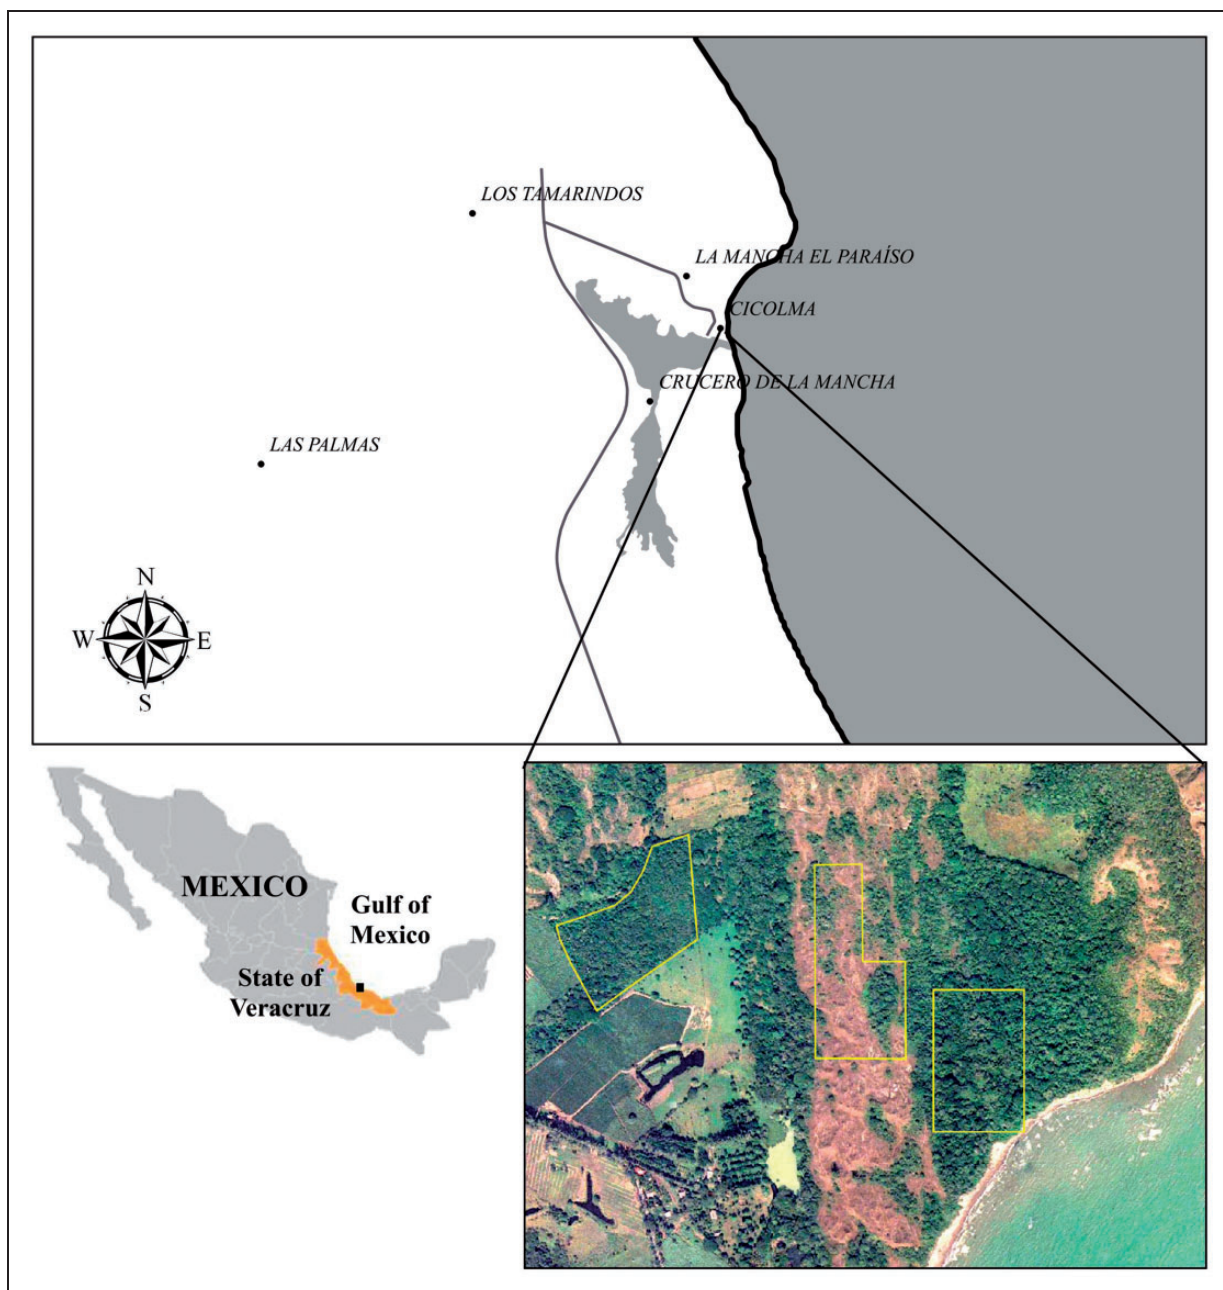 LOS TAMARINDOS
LA MANCHA EL PARAÍSO
CICOLMA
CRUCERO DE LA MANCHA
LAS PALMAS
N
W E
S
MEXICO
Gulf of
Mexico
State of
Veracruz